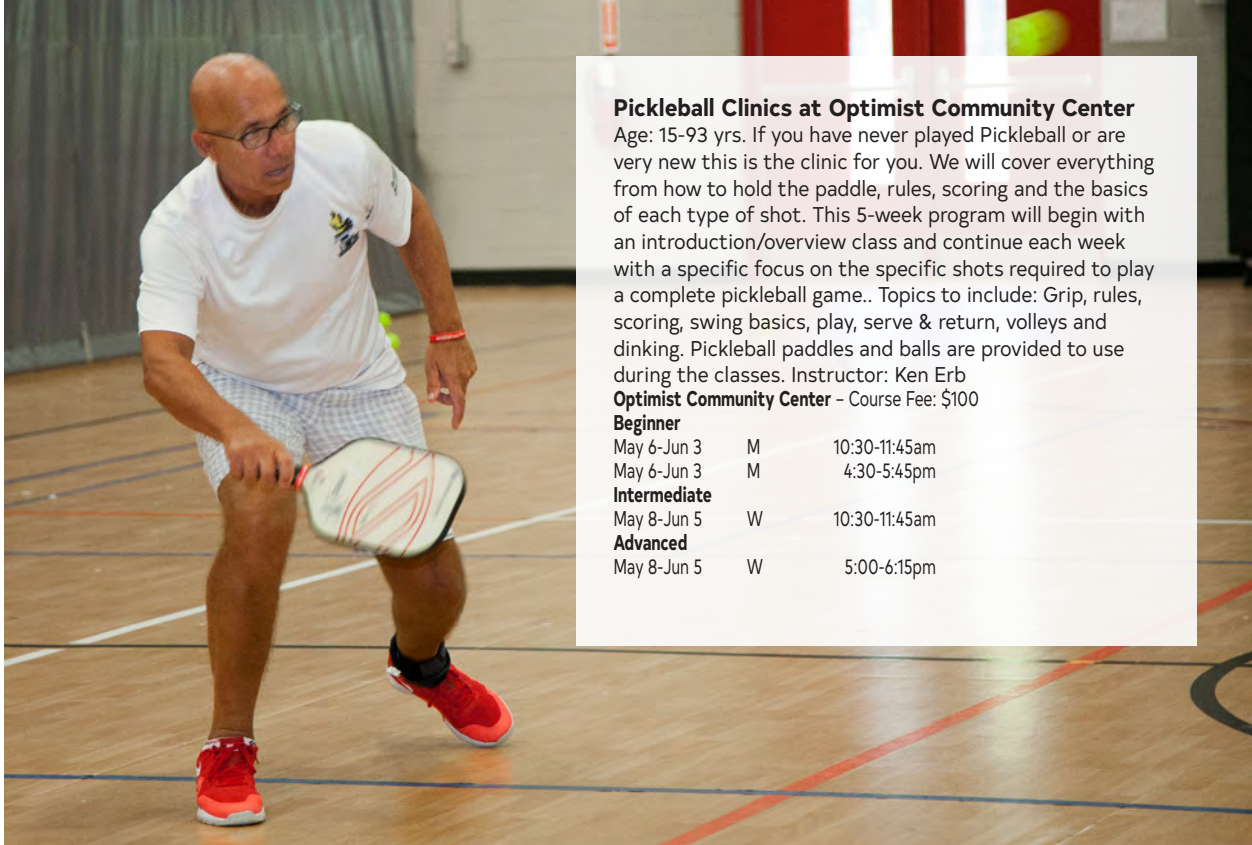 Pickleball Clinics at Optimist Community Center
Age: 15-93 yrs. If you have never played Pickleball or are
very new this is the clinic for you. We will cover everything
from how to hold the paddle, rules, scoring and the basics
of each type of shot. This 5-week program will begin with
an introduction/overview class and continue each week
with a specific focus on the specific shots required to play
a complete pickleball game.. Topics to include: Grip, rules,
scoring, swing basics, play, serve & return, volleys and
dinking. Pickleball paddles and balls are provided to use
during the classes. Instructor: Ken Erb
Optimist Community Center – Course Fee: $100
Beginner
May 6-Jun 3 M 10:30-11:45am
May 6-Jun 3 M 4:30-5:45pm
Intermediate
May 8-Jun 5 W 10:30-11:45am
Advanced
May 8-Jun 5 W 5:00-6:15pm